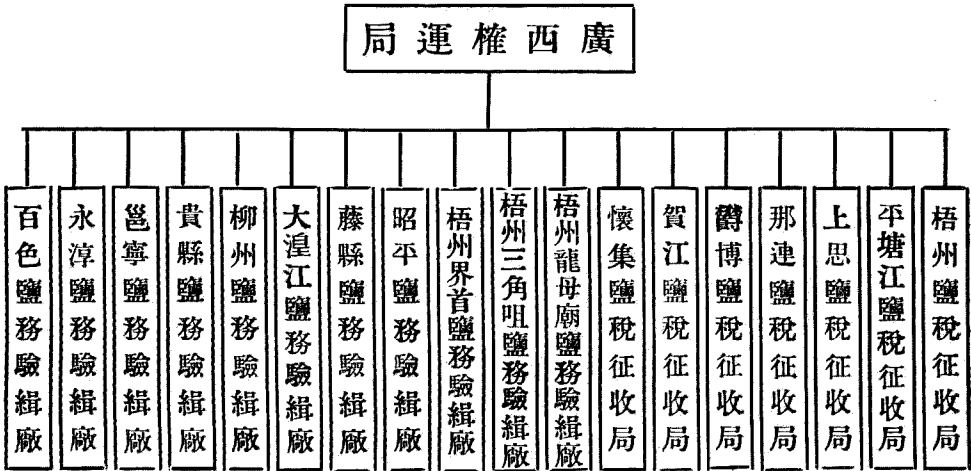 廣西榷運局
梧州鹽稅征收局
平塘江鹽稅征收局
上思鹽稅征收局
那連鹽稅征收局
欝博鹽稅征收局
賀江鹽稅征收局
懷集鹽稅征收局
梧州龍母廟鹽務驗緝廠
梧州三角咀鹽務驗緝廠
梧州界首鹽務驗緝廠
昭平鹽務驗緝廠
藤縣鹽務驗緝廠
大湟江鹽務驗緝廠
柳州鹽務驗緝廠
貴縣鹽務驗緝廠
邕寧鹽務驗緝廠
永淳鹽務驗緝廠
百色鹽務驗緝廠